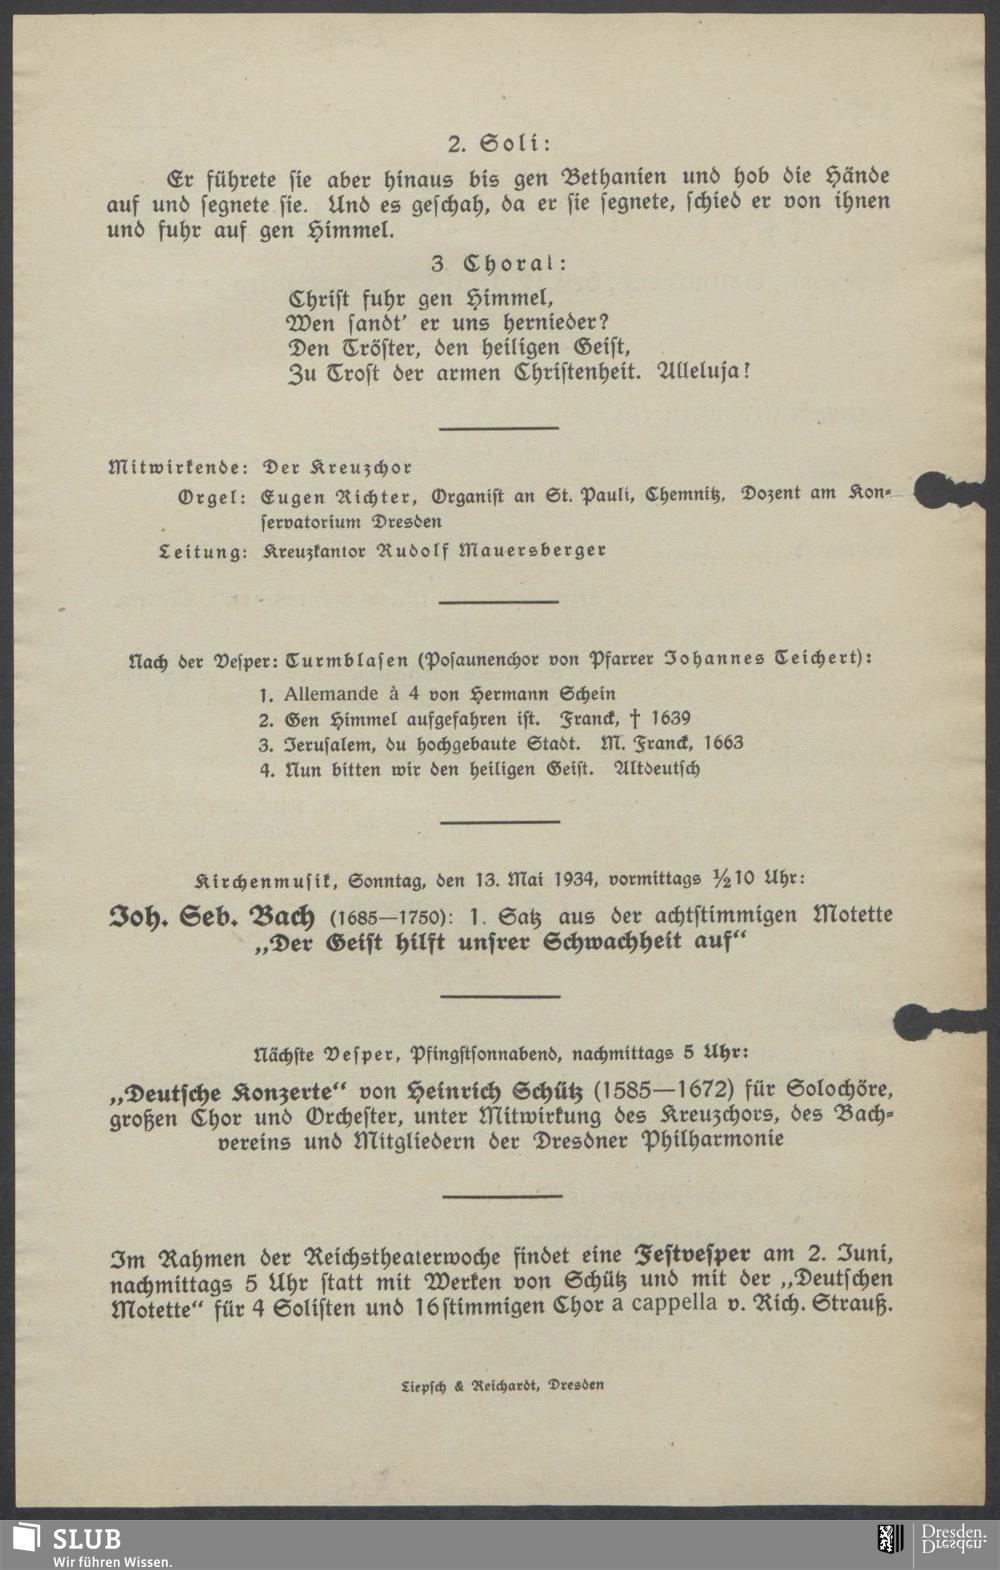 2. Soli:
Er führete sie aber hinaus bis gen Bethanien und hob die Hände
auf und segnete sie. Und es geschah, da er sie segnete, schied er von ihnen
und fuhr auf gen Himmel.
3 Choral:
Christ fuhr gen Himmel,
Wen sandt' er uns hernieder?
Den Tröster, den heiligen Geist,
Zu Trost der armen Christenheit. Alleluja!
Mitwirkende: Der Kreuzchor
Orgel: Eugen Richter, Organist an St. Pauli, Chemnitz, Dozent am Kon-
servatorium Dresden
Leitung: Kreuzkantor Rudolf Mauersberger
Nach der Vesper: Turmblasen (Posaunenchor von Pfarrer Johannes Teichert):
1. Allemande à 4 von Hermann Schein
2. Gen Himmel aufgefahren ist. Franck, † 1639
3. Jerusalem, du hochgebaute Stadt. M. Franck, 1663
4. Nun bitten wir den heiligen Geist. Altdeutsch
Kirchenmusik, Sonntag, den 13. Mai 1934, vormittags ½10 Uhr:
Joh. Seb. Bach (1685—1750): 1. Satz aus der achtstimmigen Motette
„Der Geist hilft unsrer Schwachheit auf“
Nächste Vesper, Pfingstsonnabend, nachmittags 5 Uhr:
„Deutsche Konzerte“ von Heinrich Schütz (1585—1672) für Solochöre,
großen Chor und Orchester, unter Mitwirkung des Kreuzchors, des Bach-
vereins und Mitgliedern der Dresdner Philharmonie
Im Rahmen der Reichstheaterwoche findet eine Festvesper am 2. Juni,
nachmittags 5 Uhr statt mit Werken von Schütz und mit der „Deutschen
Motette“ für 4 Solisten und 16stimmigen Chor a cappella v. Rich. Strauß.
Liepsch & Reichardt, Dresden
SLUB
Wir führen Wissen.
Dresden.
Dresden.